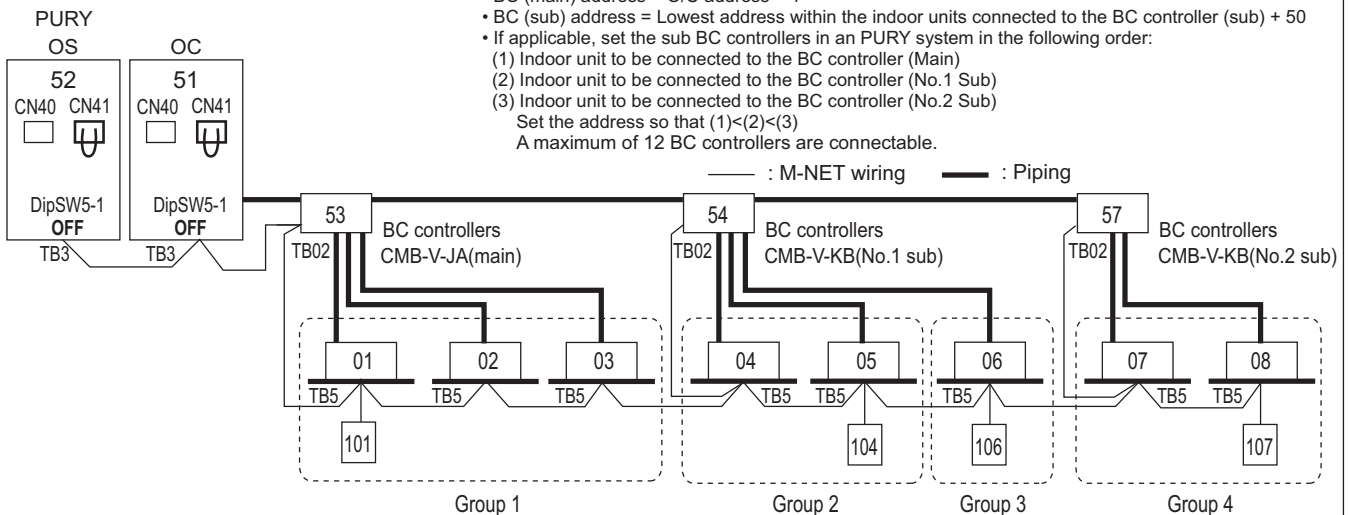 • BC (sub) address = Lowest address within the indoor units connected to the BC controller (sub) + 50
• If applicable, set the sub BC controllers in an PURY system in the following order:
(1) Indoor unit to be connected to the BC controller (Main)
(2) Indoor unit to be connected to the BC controller (No.1 Sub)
(3) Indoor unit to be connected to the BC controller (No.2 Sub)
Set the address so that (1)<(2)<(3)
A maximum of 12 BC controllers are connectable.
: M-NET wiring : Piping
PURY
OS OC
52 51
CN40 CN41 CN40 CN41
DipSW5-1 DipSW5-1
OFF OFF
TB3 TB3
53 54 57
TB02 TB02 TB02
BC controllers
CMB-V-JA(main)
BC controllers
CMB-V-KB(No.1 sub)
BC controllers
CMB-V-KB(No.2 sub)
01 02 03 04 05 06 07 08
TB5 TB5 TB5 TB5 TB5 TB5 TB5 TB5
101 104 106 107
Group 1 Group 2 Group 3 Group 4